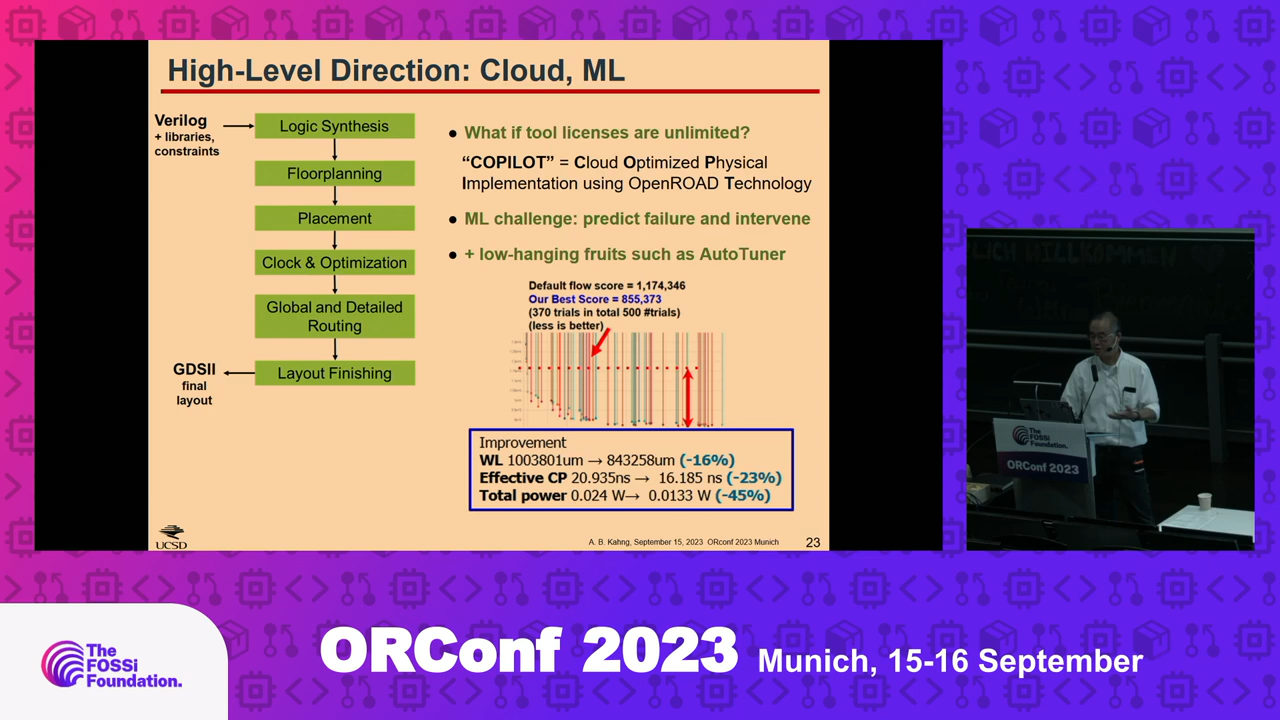 High-Level Direction: Cloud, ML
Verilog
+ libraries,
constraints
Logic Synthesis
Floorplanning
Placement
Clock & Optimization
Global and Detailed
Routing
Layout Finishing
GDSII
final
layout
● What if tool licenses are unlimited?
“COPILOT” = Cloud Optimized Physical
Implementation using OpenROAD Technology
● ML challenge: predict failure and intervene
● + low-hanging fruits such as AutoTuner
Default flow score = 1,174,346
Our Best Score = 855,373
(370 trials in total 500 #trials)
(less is better)
Improvement
WL 1003801um → 843258um (-16%)
Effective CP 20.935ns → 16.185 ns (-23%)
Total power 0.024 W→ 0.0133 W (-45%)
UCSD
A. B. Kahng, September 15, 2023 ORconf 2023 Munich
23
WILLKOMMEN
The
FOSSi
Foundation.
ORConf 2023
The
FOSSi
Foundation.
ORConf 2023 Munich, 15-16 September